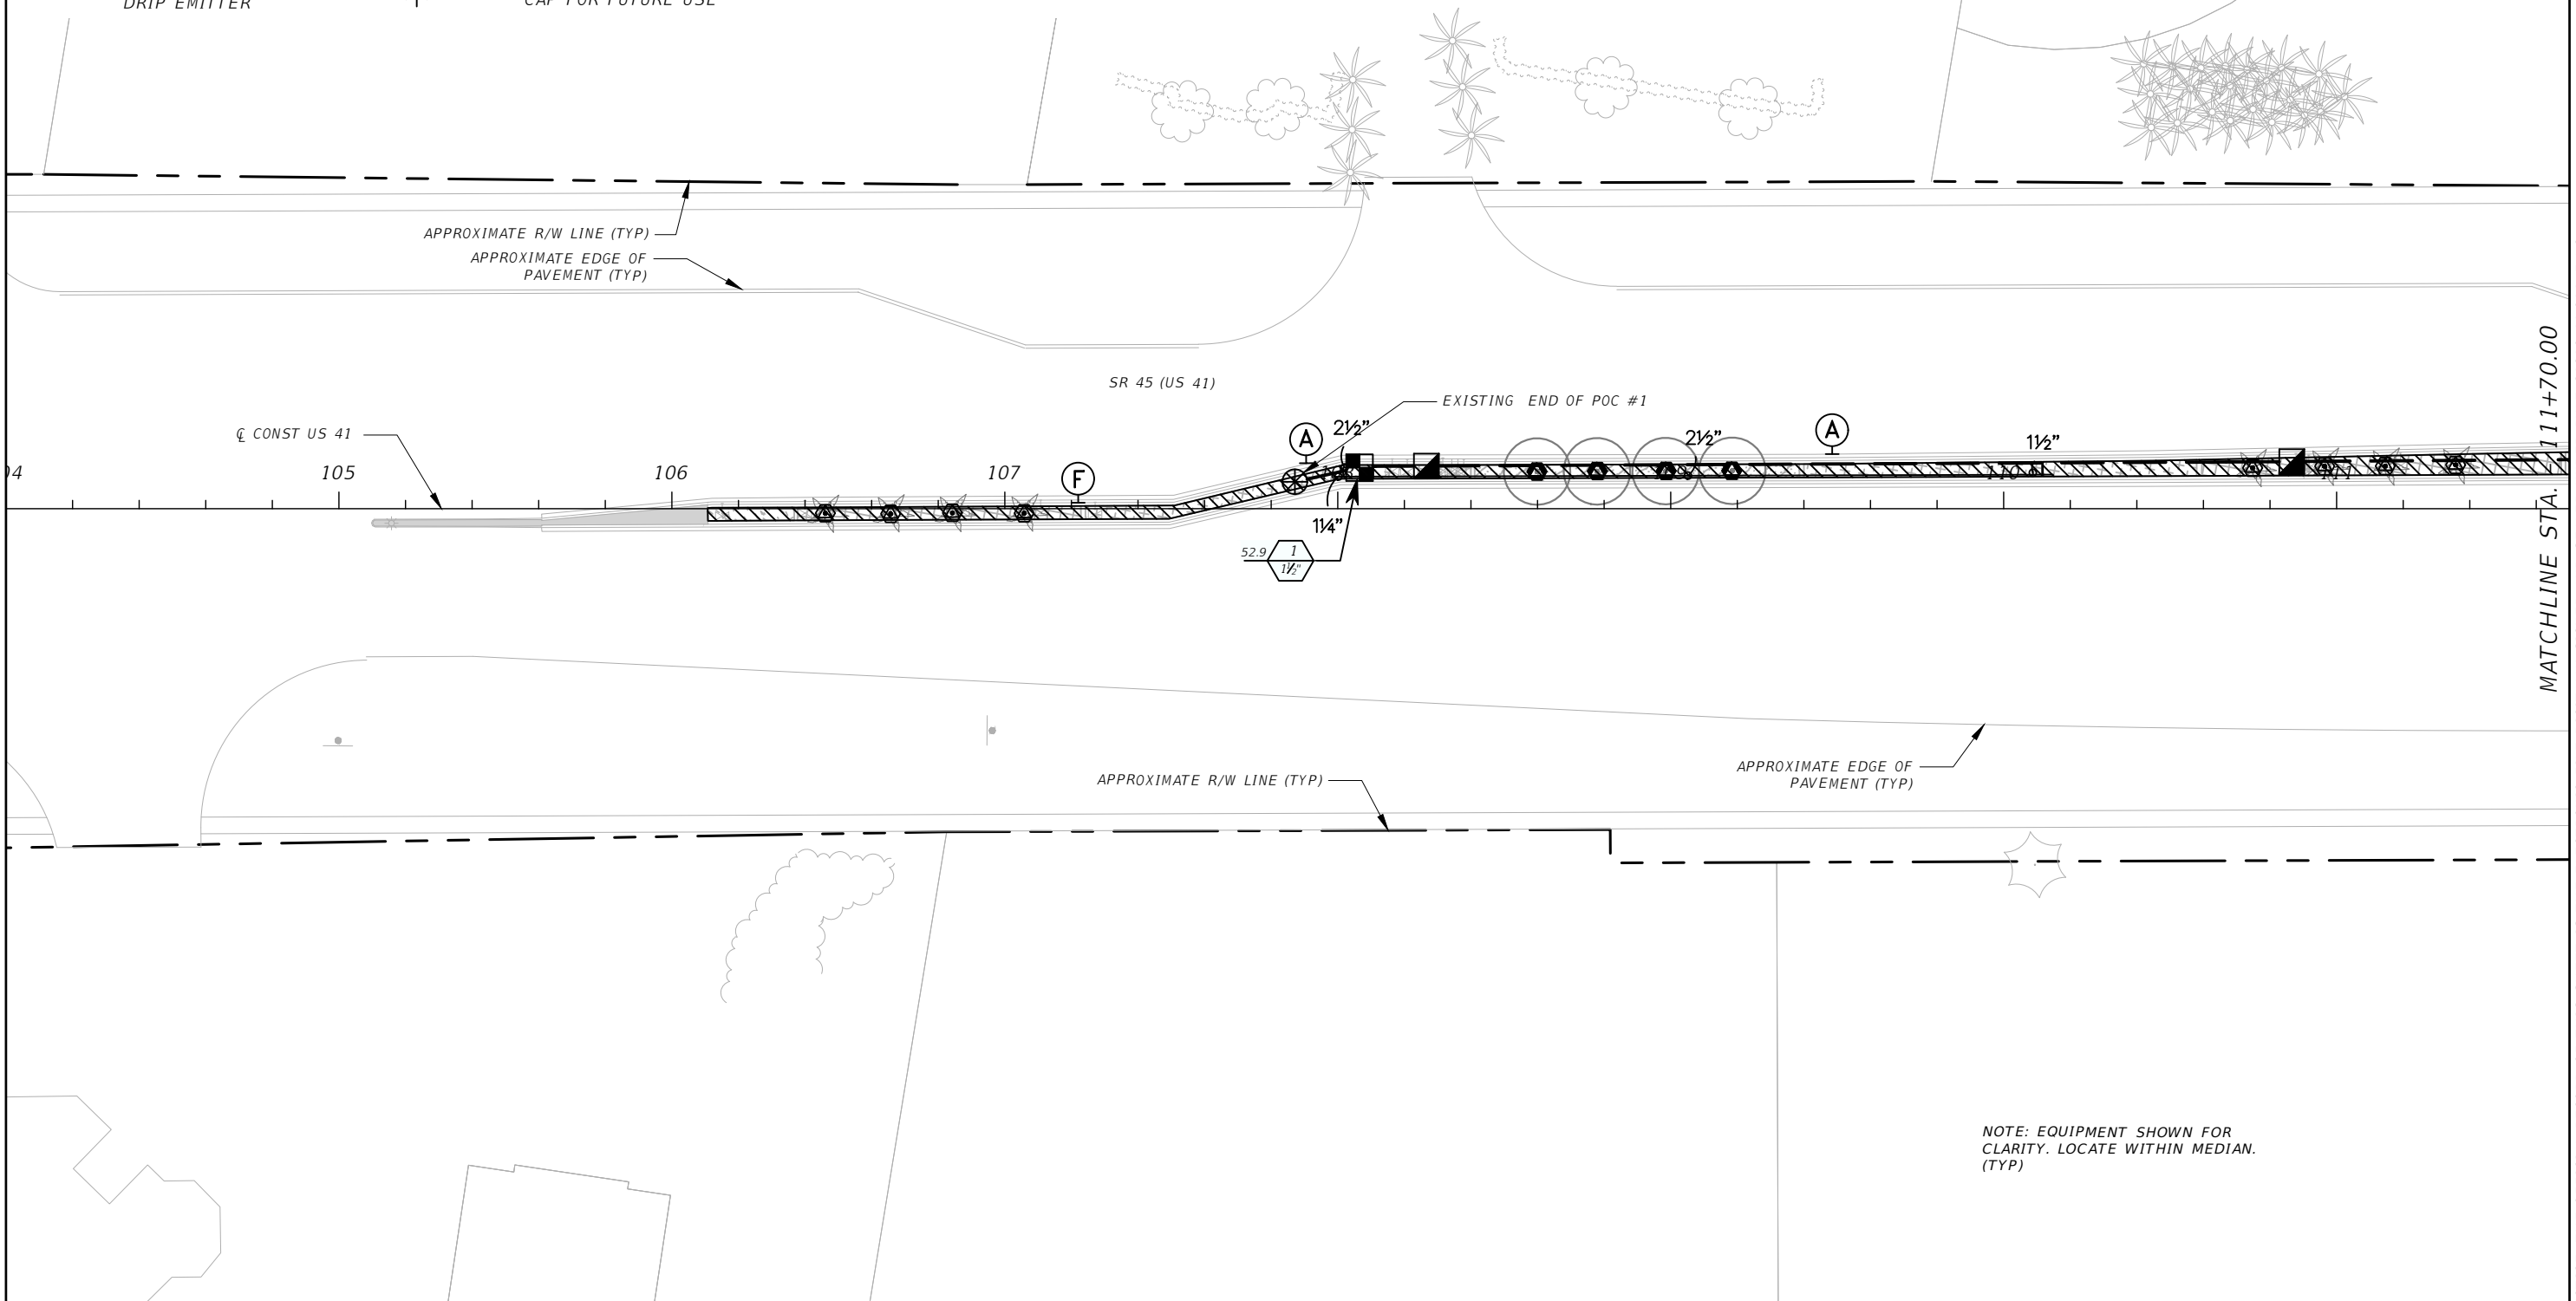 DRIP EMITTER
CAP FOR FUTURE USE
APPROXIMATE R/W LINE (TYP)
APPROXIMATE EDGE OF
PAVEMENT (TYP)
SR 45 (US 41)
EXISTING END OF POC #1
℄ CONST US 41
105
106
107
F
A
2½"
2½"
A
1½"
1¼"
52.9
1
1½"
MATCHLINE STA. 111+70.00
APPROXIMATE R/W LINE (TYP)
APPROXIMATE EDGE OF
PAVEMENT (TYP)
NOTE: EQUIPMENT SHOWN FOR
CLARITY. LOCATE WITHIN MEDIAN.
(TYP)